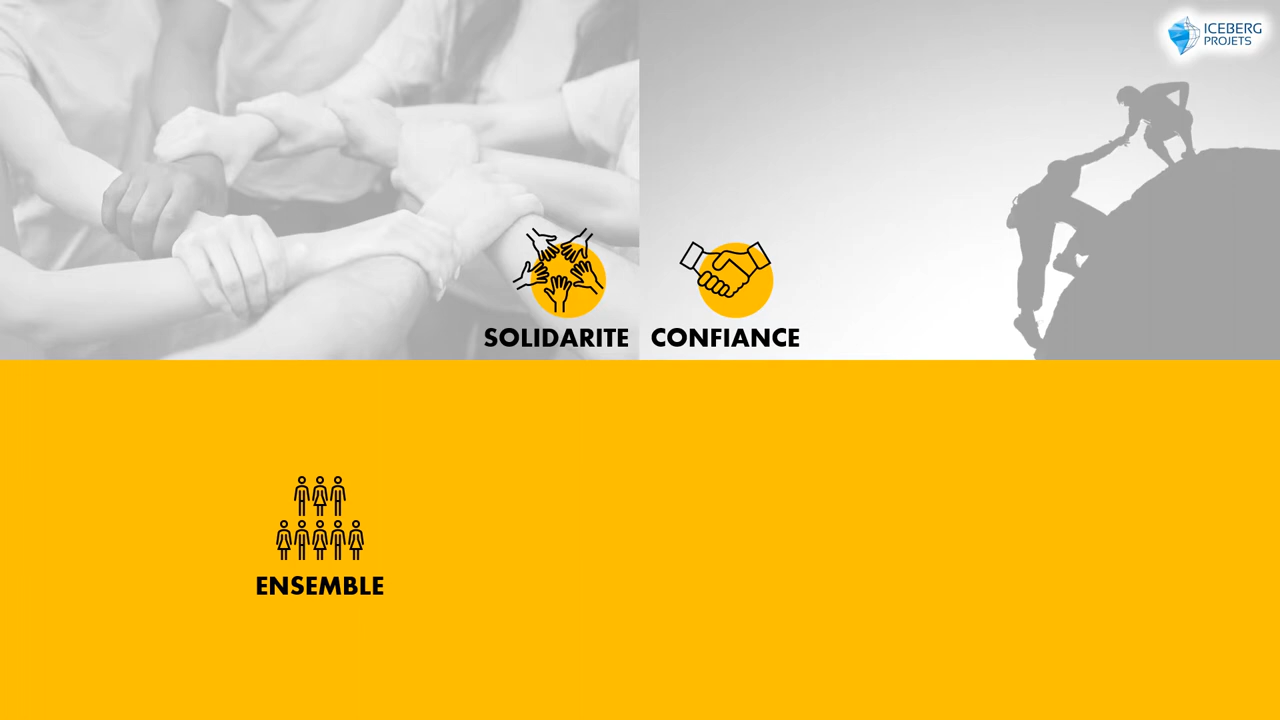 ICEBERG
PROJETS
SOLIDARITE
CONFIANCE
ENSEMBLE